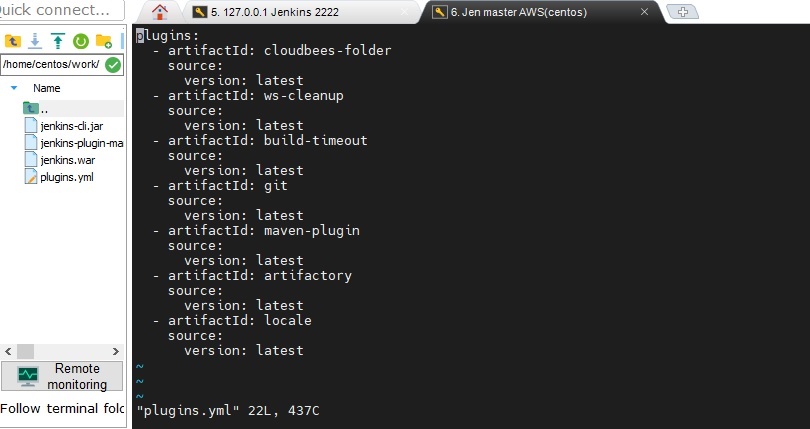 Quick connect...
5. 127.0.0.1 Jenkins 2222
6. Jen master AWS(centos)
/home/centos/work/
Name
..
jenkins-cli.jar
jenkins-plugin-ma
jenkins.war
plugins.yml
Remote
monitoring
Follow terminal fold
plugins:
- artifactId: cloudbees-folder
source:
version: latest
- artifactId: ws-cleanup
source:
version: latest
- artifactId: build-timeout
source:
version: latest
- artifactId: git
source:
version: latest
- artifactId: maven-plugin
source:
version: latest
- artifactId: artifactory
source:
version: latest
- artifactId: locale
source:
version: latest
~
~
~
"plugins.yml" 22L, 437C